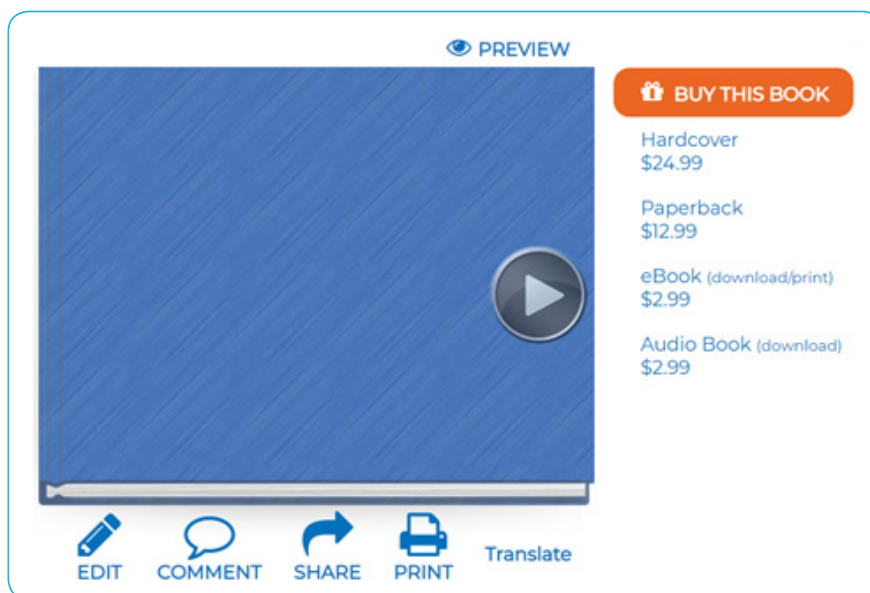 PREVIEW
BUY THIS BOOK
Hardcover
$24.99
Paperback
$12.99
eBook (download/print)
$2.99
Audio Book (download)
$2.99
EDIT
COMMENT
SHARE
PRINT
Translate